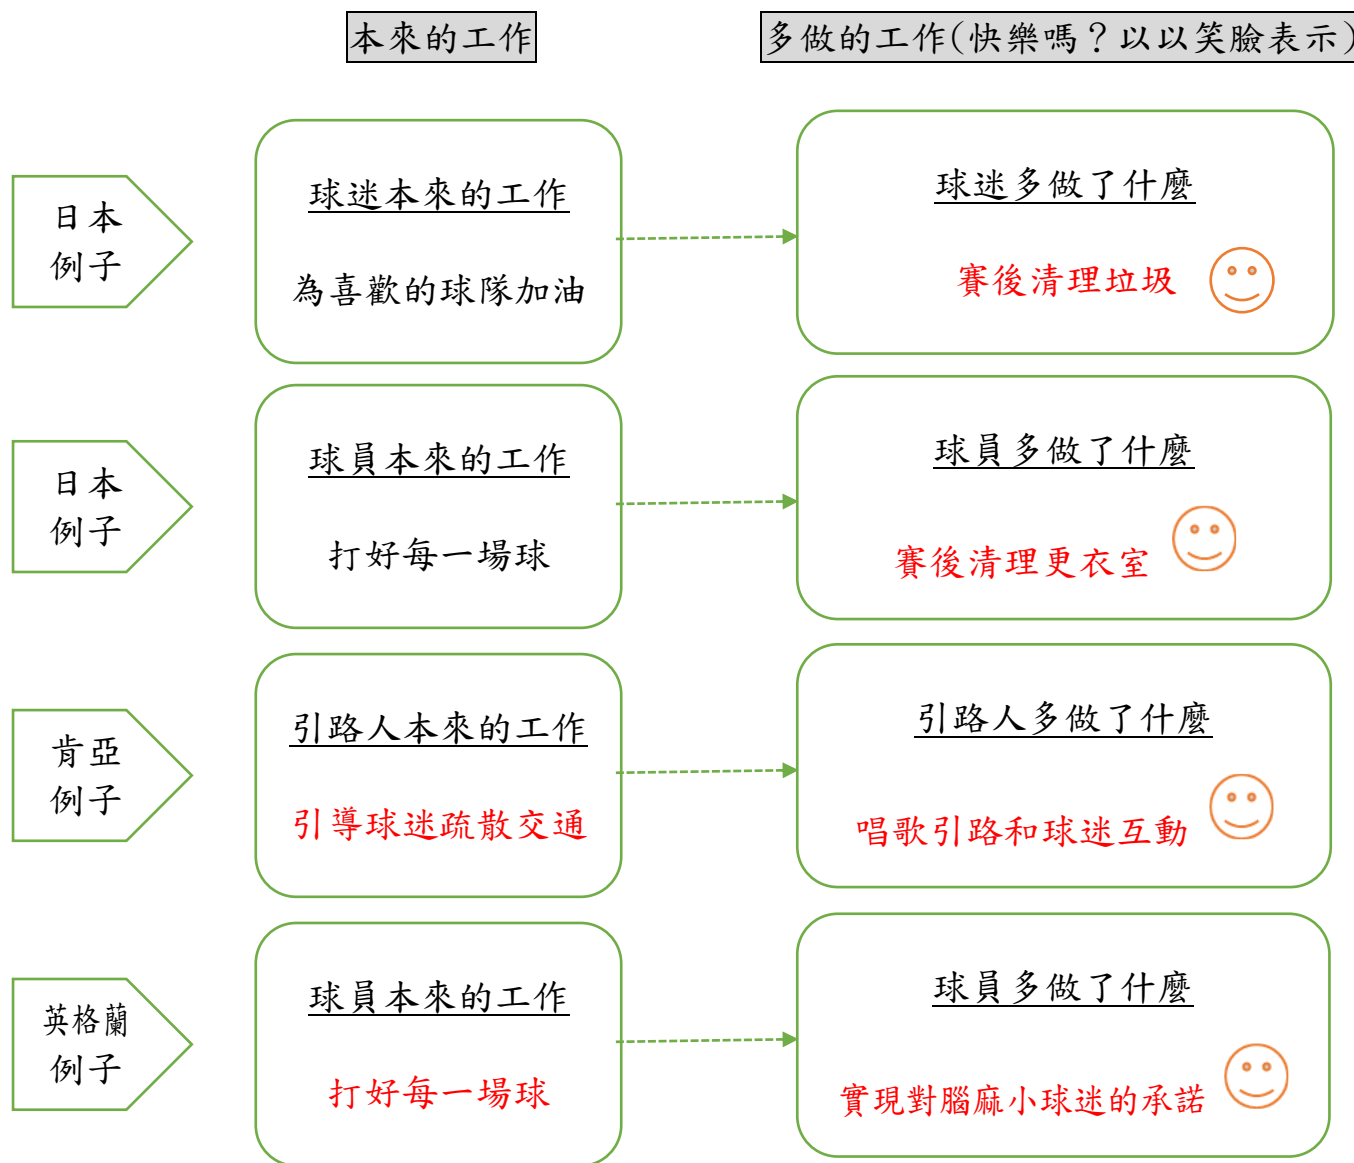 本來的工作
多做的工作(快樂嗎？以以笑臉表示)
日本
例子
球迷本來的工作
為喜歡的球隊加油
球迷多做了什麼
賽後清理垃圾
日本
例子
球員本來的工作
打好每一場球
球員多做了什麼
賽後清理更衣室
肯亞
例子
引路人本來的工作
引導球迷疏散交通
引路人多做了什麼
唱歌引路和球迷互動
英格蘭
例子
球員本來的工作
打好每一場球
球員多做了什麼
實現對腦麻小球迷的承諾